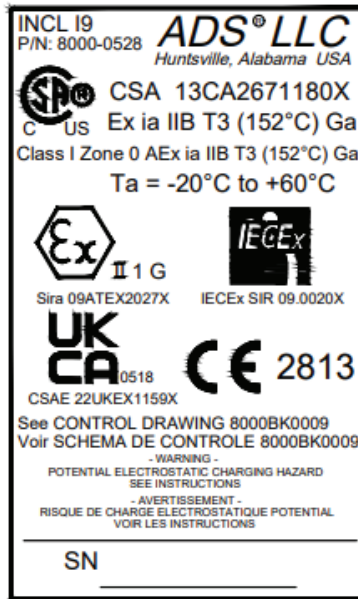 INCL I9
P/N: 8000-0528
ADS® LLC
Huntsville, Alabama USA
SA®
C US
CSA 13CA2671180X
Ex ia IIB T3 (152°C) Ga
Class I Zone 0 AEx ia IIB T3 (152°C) Ga
Ta = -20°C to +60°C
Ex II 1 G
IECEx
Sira 09ATEX2027X
IECEx SIR 09.0020X
UK
CA 0518
CE 2813
CSAE 22UKEX1159X
See CONTROL DRAWING 8000BK0009
Voir SCHEMA DE CONTROLE 8000BK0009
- WARNING -
POTENTIAL ELECTROSTATIC CHARGING HAZARD
SEE INSTRUCTIONS
- AVERTISSEMENT -
RISQUE DE CHARGE ELECTROSTATIQUE POTENTIAL
VOIR LES INSTRUCTIONS
SN